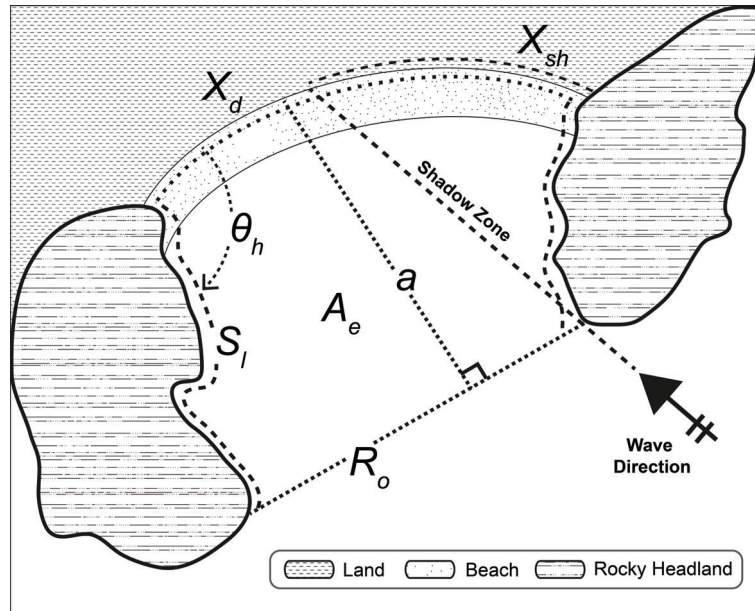 X_sh
X_d
Shadow Zone
θ_h
a
A_e
S_l
Wave
Direction
R_o
Land
Beach
Rocky Headland